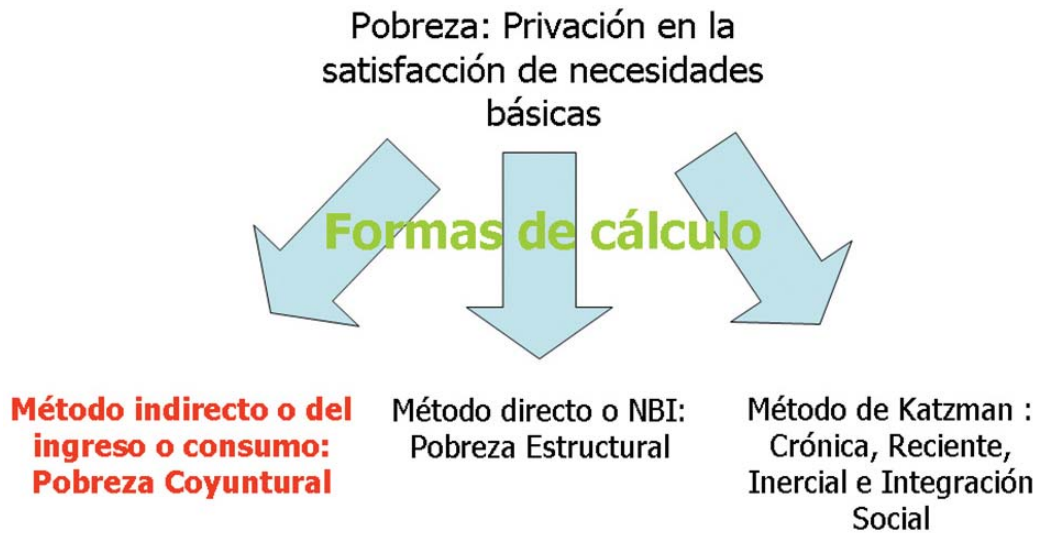 Pobreza: Privación en la
satisfacción de necesidades
básicas
Formas de cálculo
Método indirecto o del
ingreso o consumo:
Pobreza Coyuntural
Método directo o NBI:
Pobreza Estructural
Método de Katzman :
Crónica, Reciente,
Inercial e Integración
Social